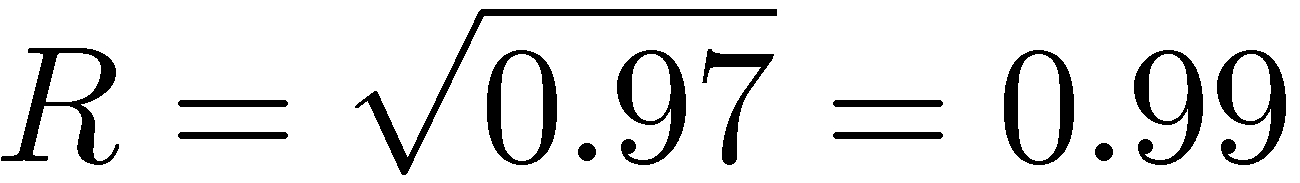 R = √0.97 = 0.99